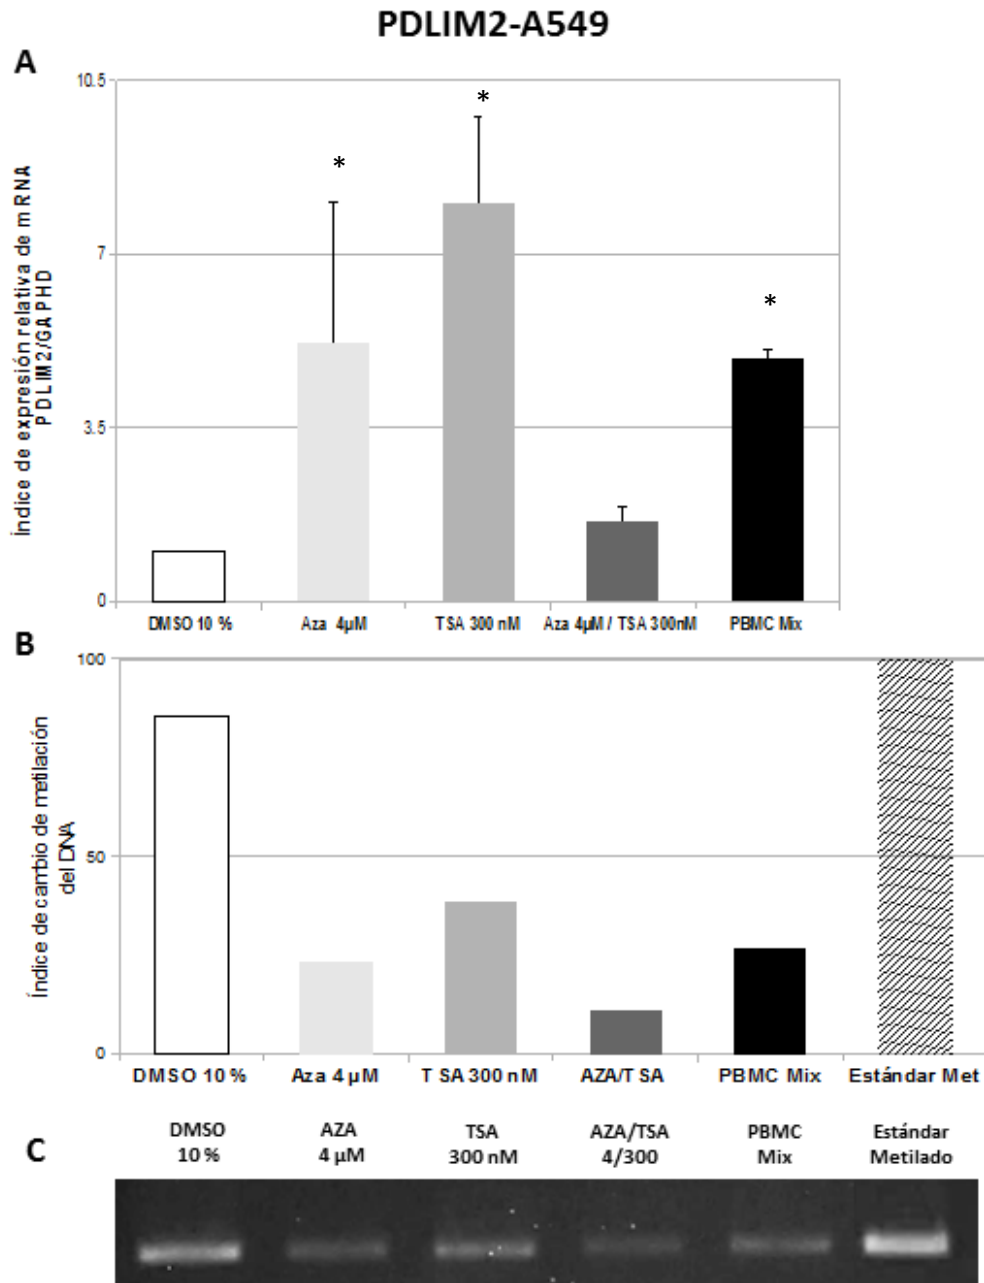 PDLIM2-A549
A
10.5
7
3.5
0
Índice de expresión relativa de mRNA
PDLIM2/GAPHD
*
*
*
DMSO 10 %
Aza 4µM
TSA 300 nM
Aza 4µM / TSA 300nM
PBMC Mix
B
100
50
0
Índice de cambio de metilación
del DNA
DMSO 10 %
Aza 4 µM
T SA 300 nM
AZA/T SA
PBMC Mix
Estándar Met
C
DMSO
10 %
AZA
4 µM
TSA
300 nM
AZA/TSA
4/300
PBMC
Mix
Estándar
Metilado